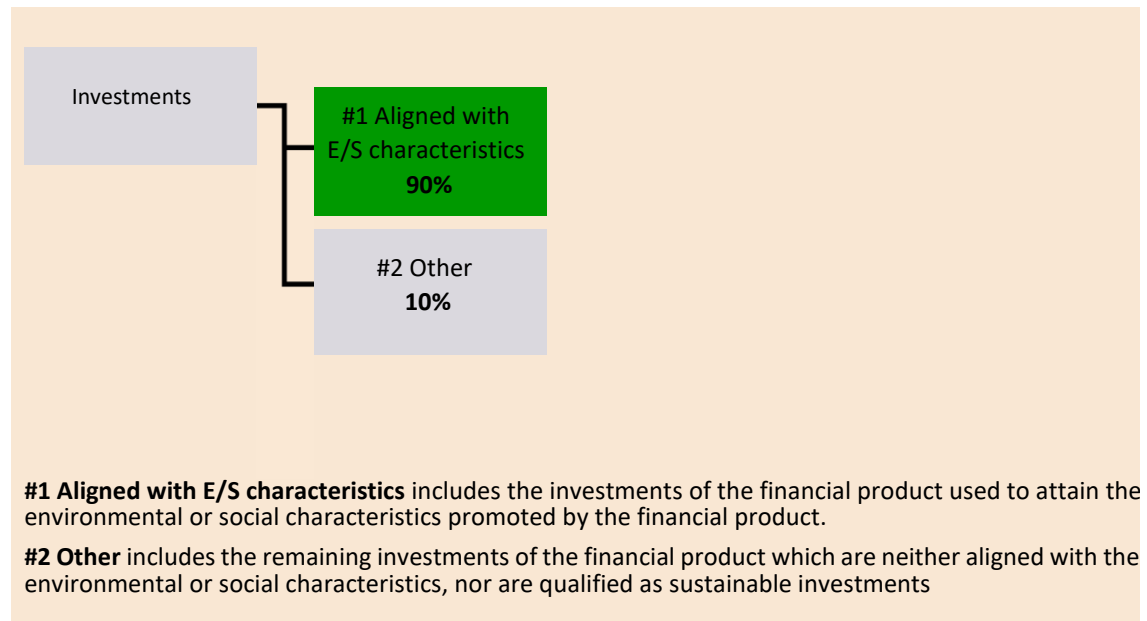 Investments
#1 Aligned with
E/S characteristics
90%
#2 Other
10%
#1 Aligned with E/S characteristics includes the investments of the financial product used to attain the
environmental or social characteristics promoted by the financial product.
#2 Other includes the remaining investments of the financial product which are neither aligned with the
environmental or social characteristics, nor are qualified as sustainable investments